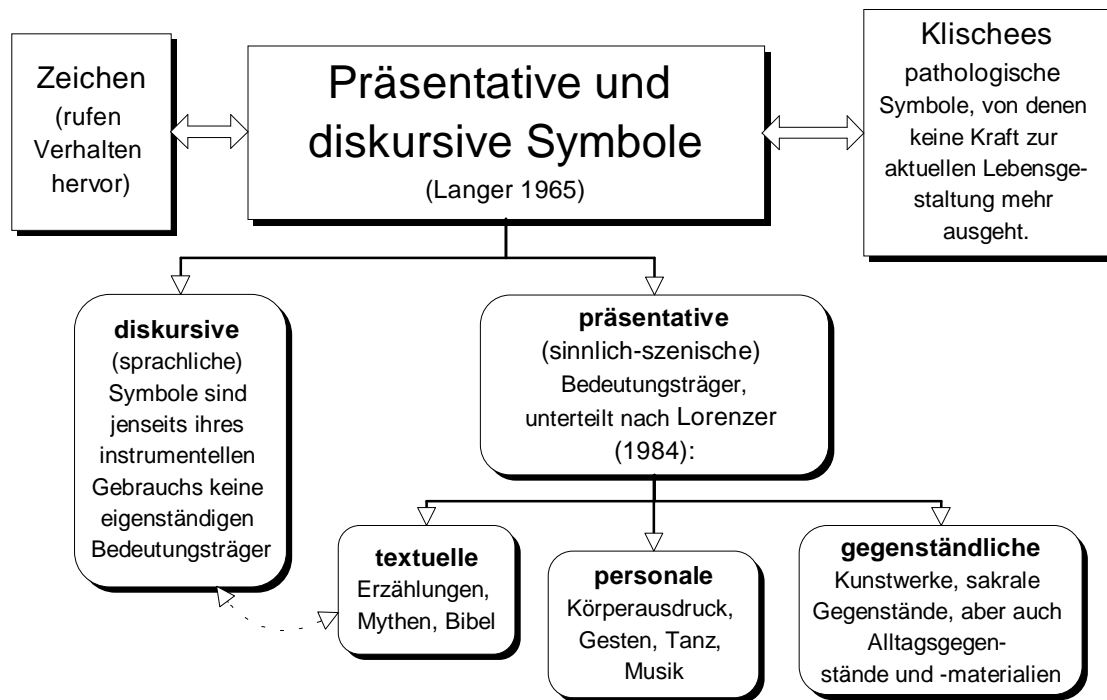 Zeichen
(rufen
Verhalten
hervor)
Präsentative und
diskursive Symbole
(Langer 1965)
Klischees
pathologische
Symbole, von denen
keine Kraft zur
aktuellen Lebensge-
staltung mehr
ausgeht.
diskursive
(sprachliche)
Symbole sind
jenseits ihres
instrumentellen
Gebrauchs keine
eigenständigen
Bedeutungsträger
präsentative
(sinnlich-szenische)
Bedeutungsträger,
unterteilt nach Lorenzer
(1984):
textuelle
Erzählungen,
Mythen, Bibel
personale
Körperausdruck,
Gesten, Tanz,
Musik
gegenständliche
Kunstwerke, sakrale
Gegenstände, aber auch
Alltagsgegen-
stände und -materialien